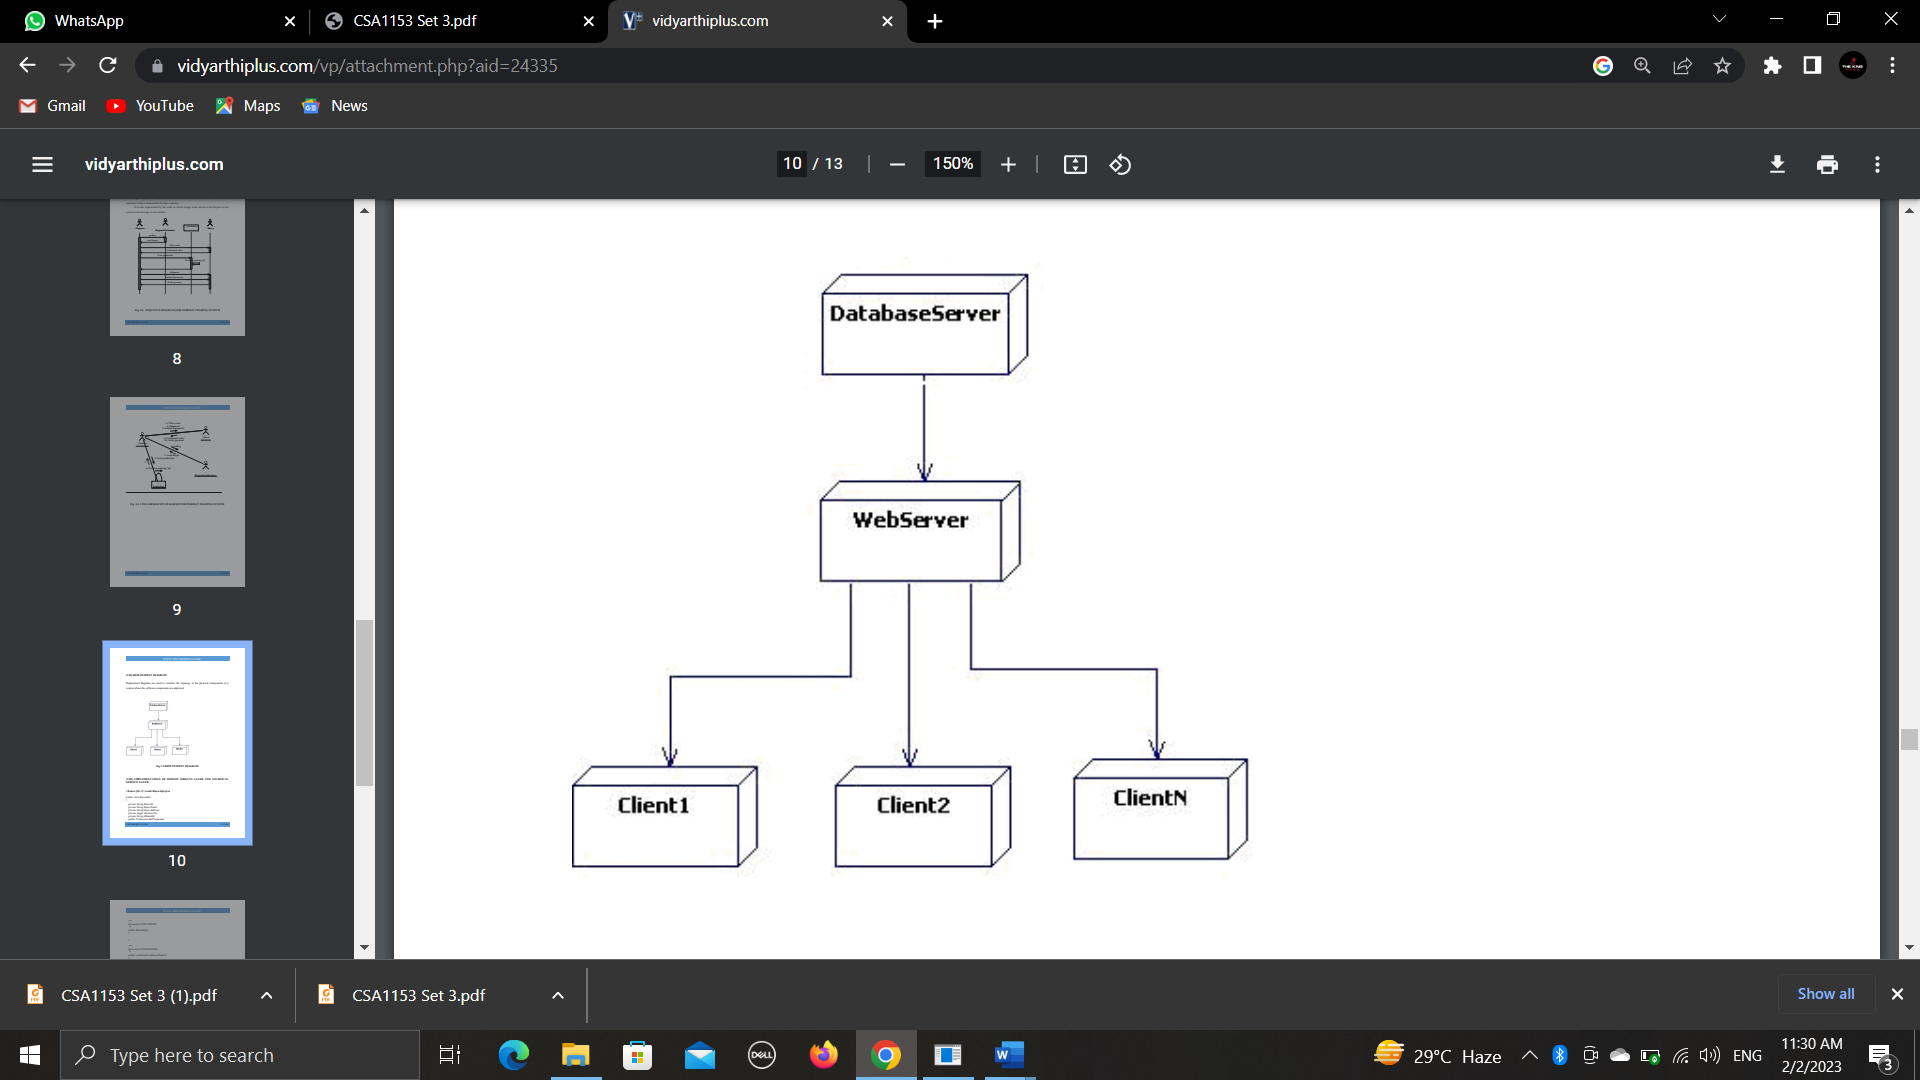 WhatsApp
CSA1153 Set 3.pdf
vidyarthiplus.com
vidyarthiplus.com/vp/attachment.php?aid=24335
Gmail
YouTube
Maps
News
vidyarthiplus.com
10 / 13
150%
8
9
10
DatabaseServer
WebServer
Client1
Client2
ClientN
CSA1153 Set 3 (1).pdf
CSA1153 Set 3.pdf
Show all
Type here to search
DELL
29°C Haze
ENG
11:30 AM
2/2/2023
3